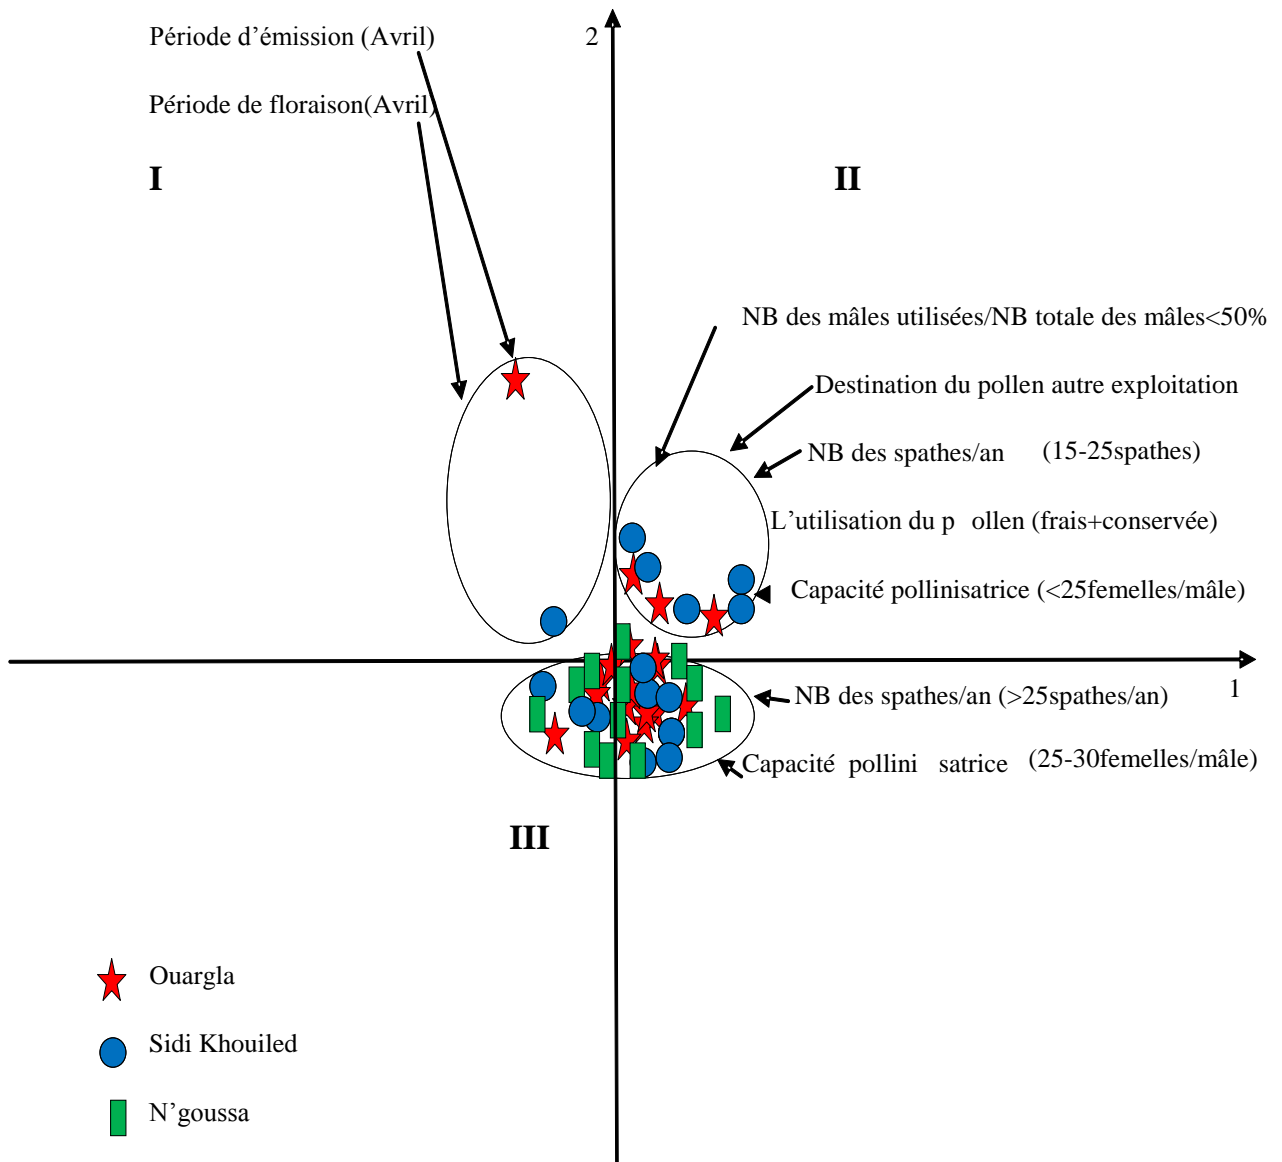 Période d’émission (Avril)
2
Période de floraison(Avril)
I
II
NB des mâles utilisées/NB totale des mâles<50%
Destination du pollen autre exploitation
NB des spathes/an (15-25spathes)
L’utilisation du p ollen (frais+conservée)
Capacité pollinisatrice (<25femelles/mâle)
1
NB des spathes/an (>25spathes/an)
Capacité pollini satrice (25-30femelles/mâle)
III
Ouargla
Sidi Khouiled
N’goussa